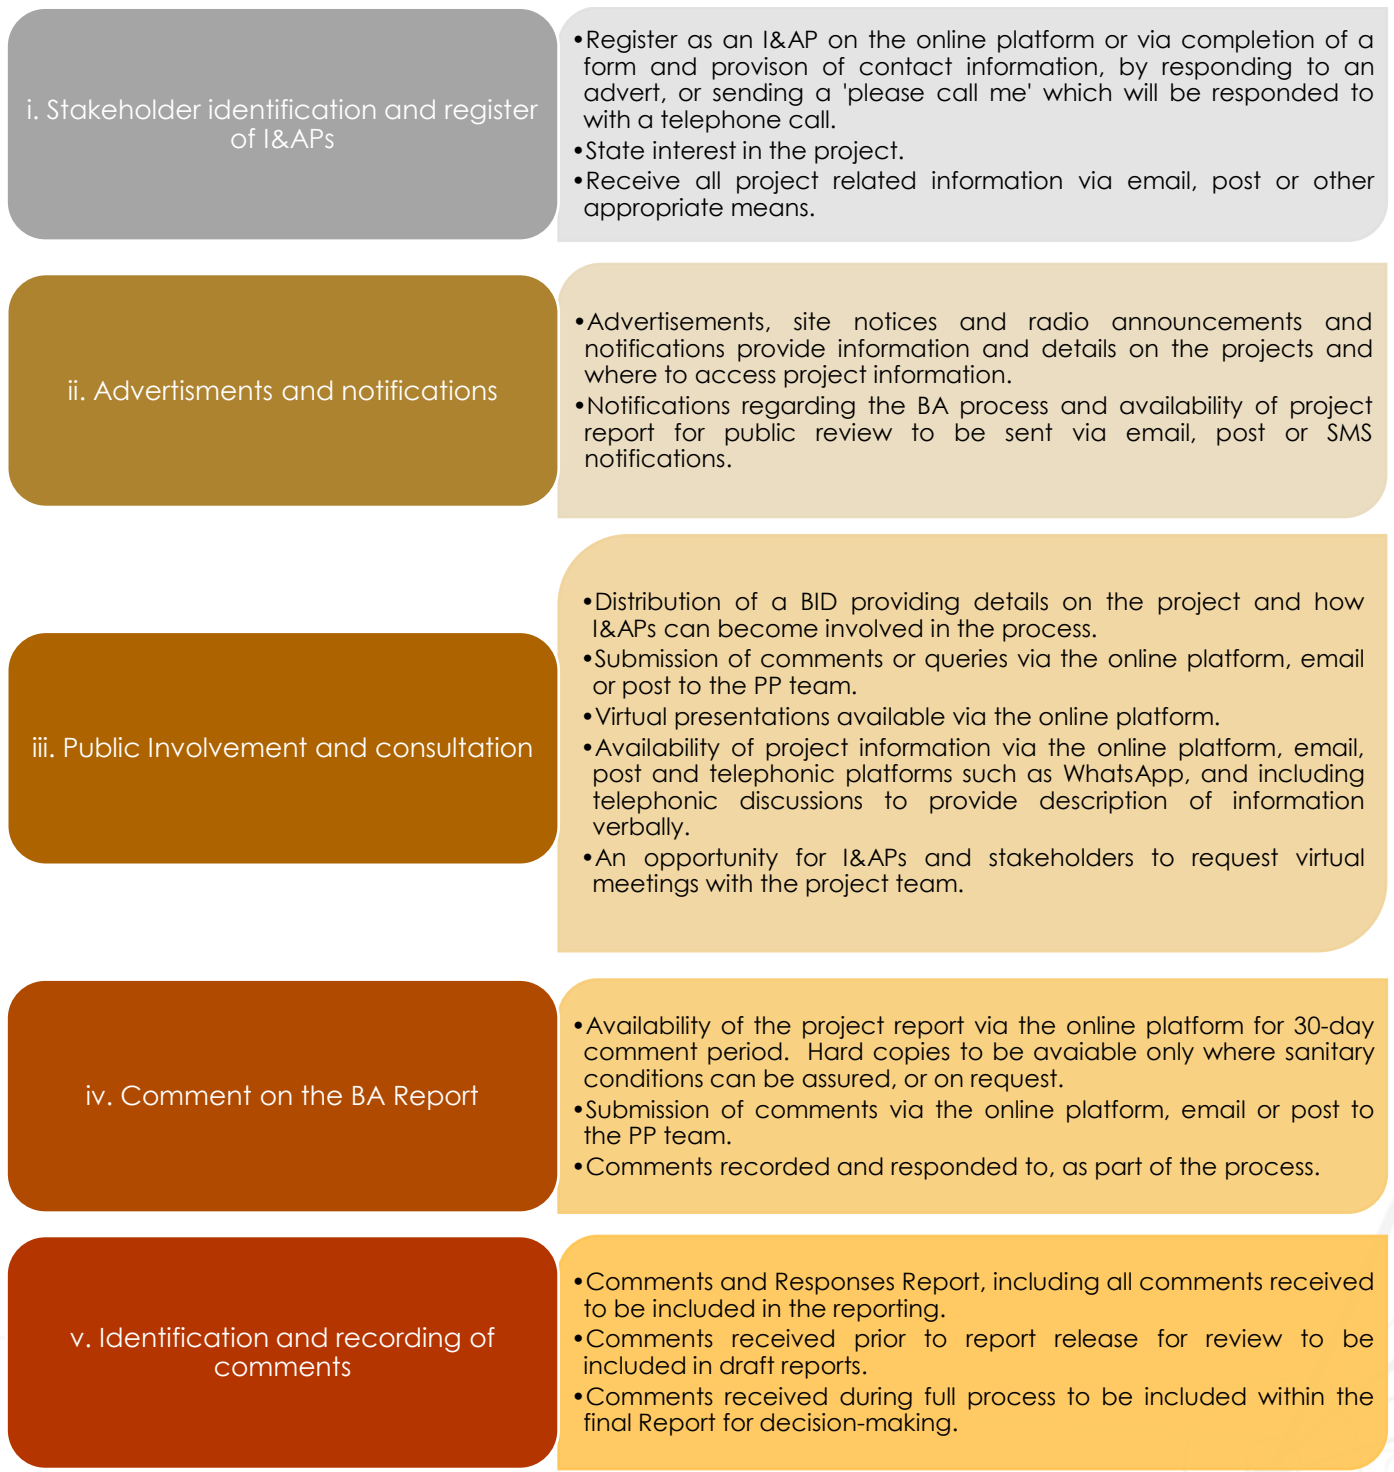 i. Stakeholder identification and register
of I&APs
•Register as an I&AP on the online platform or via completion of a
form and provison of contact information, by responding to an
advert, or sending a 'please call me' which will be responded to
with a telephone call.
•State interest in the project.
•Receive all project related information via email, post or other
appropriate means.
ii. Advertisments and notifications
•Advertisements, site notices and radio announcements and
notifications provide information and details on the projects and
where to access project information.
•Notifications regarding the BA process and availability of project
report for public review to be sent via email, post or SMS
notifications.
iii. Public Involvement and consultation
•Distribution of a BID providing details on the project and how
I&APs can become involved in the process.
•Submission of comments or queries via the online platform, email
or post to the PP team.
•Virtual presentations available via the online platform.
•Availability of project information via the online platform, email,
post and telephonic platforms such as WhatsApp, and including
telephonic discussions to provide description of information
verbally.
•An opportunity for I&APs and stakeholders to request virtual
meetings with the project team.
iv. Comment on the BA Report
•Availability of the project report via the online platform for 30-day
comment period.  Hard copies to be avaiable only where sanitary
conditions can be assured, or on request.
•Submission of comments via the online platform, email or post to
the PP team.
•Comments recorded and responded to, as part of the process.
v. Identification and recording of
comments
•Comments and Responses Report, including all comments received
to be included in the reporting.
•Comments received prior to report release for review to be
included in draft reports.
•Comments received during full process to be included within the
final Report for decision-making.